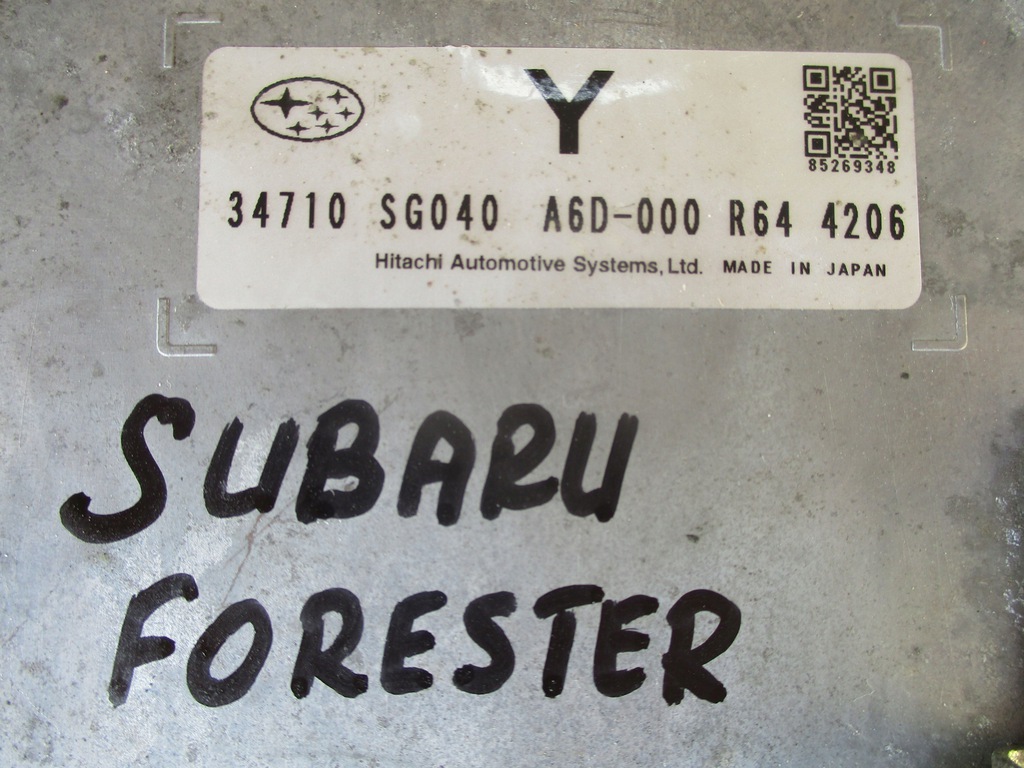 Y
85269348
34710 SG040 A6D-000 R64 4206
Hitachi Automotive Systems, Ltd. MADE IN JAPAN
SUBARU
FORESTER